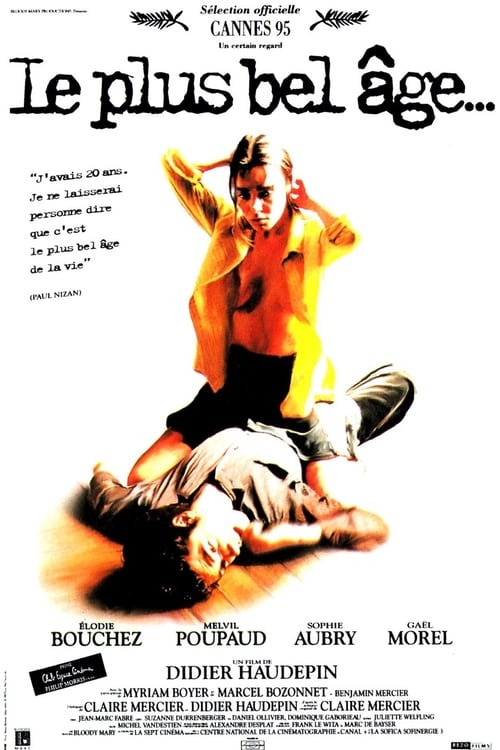 Sélection officielle
CANNES 95
Un certain regard
le plus bel âge...
"J'avais 20 ans.
Je ne laisserai
personne dire
que c'est
le plus bel âge
de la vie"
(PAUL NIZAN)
ÉLODIE BOUCHEZ
MELVIL POUPAUD
SOPHIE AUBRY
GAËL MOREL
UN FILM DE
DIDIER HAUDEPIN
PHILIP MORRIS
MYRIAM BOYER MARCEL BOZONNET BENJAMIN MERCIER
CLAIRE MERCIER, DIDIER HAUDEPIN CLAIRE MERCIER
JEAN-MARC FABRE SUZANNE DURRENBERGER DANIEL OLLIVIER, DOMINIQUE GABORIEAU JULIETTE WELFLING
MICHEL VANDESTIEN ALEXANDRE DESPLAT FRANK LE WITA MARC DE BAYSER
BLOODY MARY LA SEPT CINÉMA CENTRE NATIONAL DE LA CINÉMATOGRAPHIE CANAL+ LA SOFICA SOFINERGIE